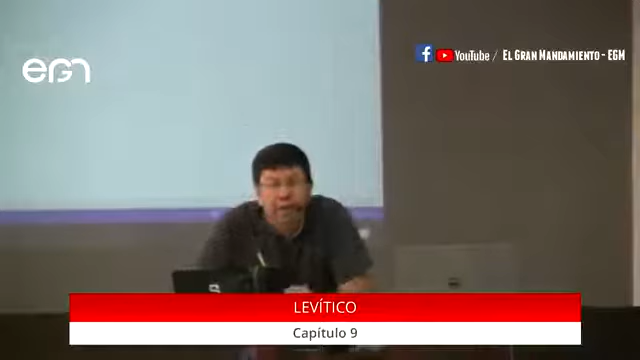 EGM
YouTube / EL GRAN MANDAMIENTO - EGM
LEVÍTICO
Capítulo 9